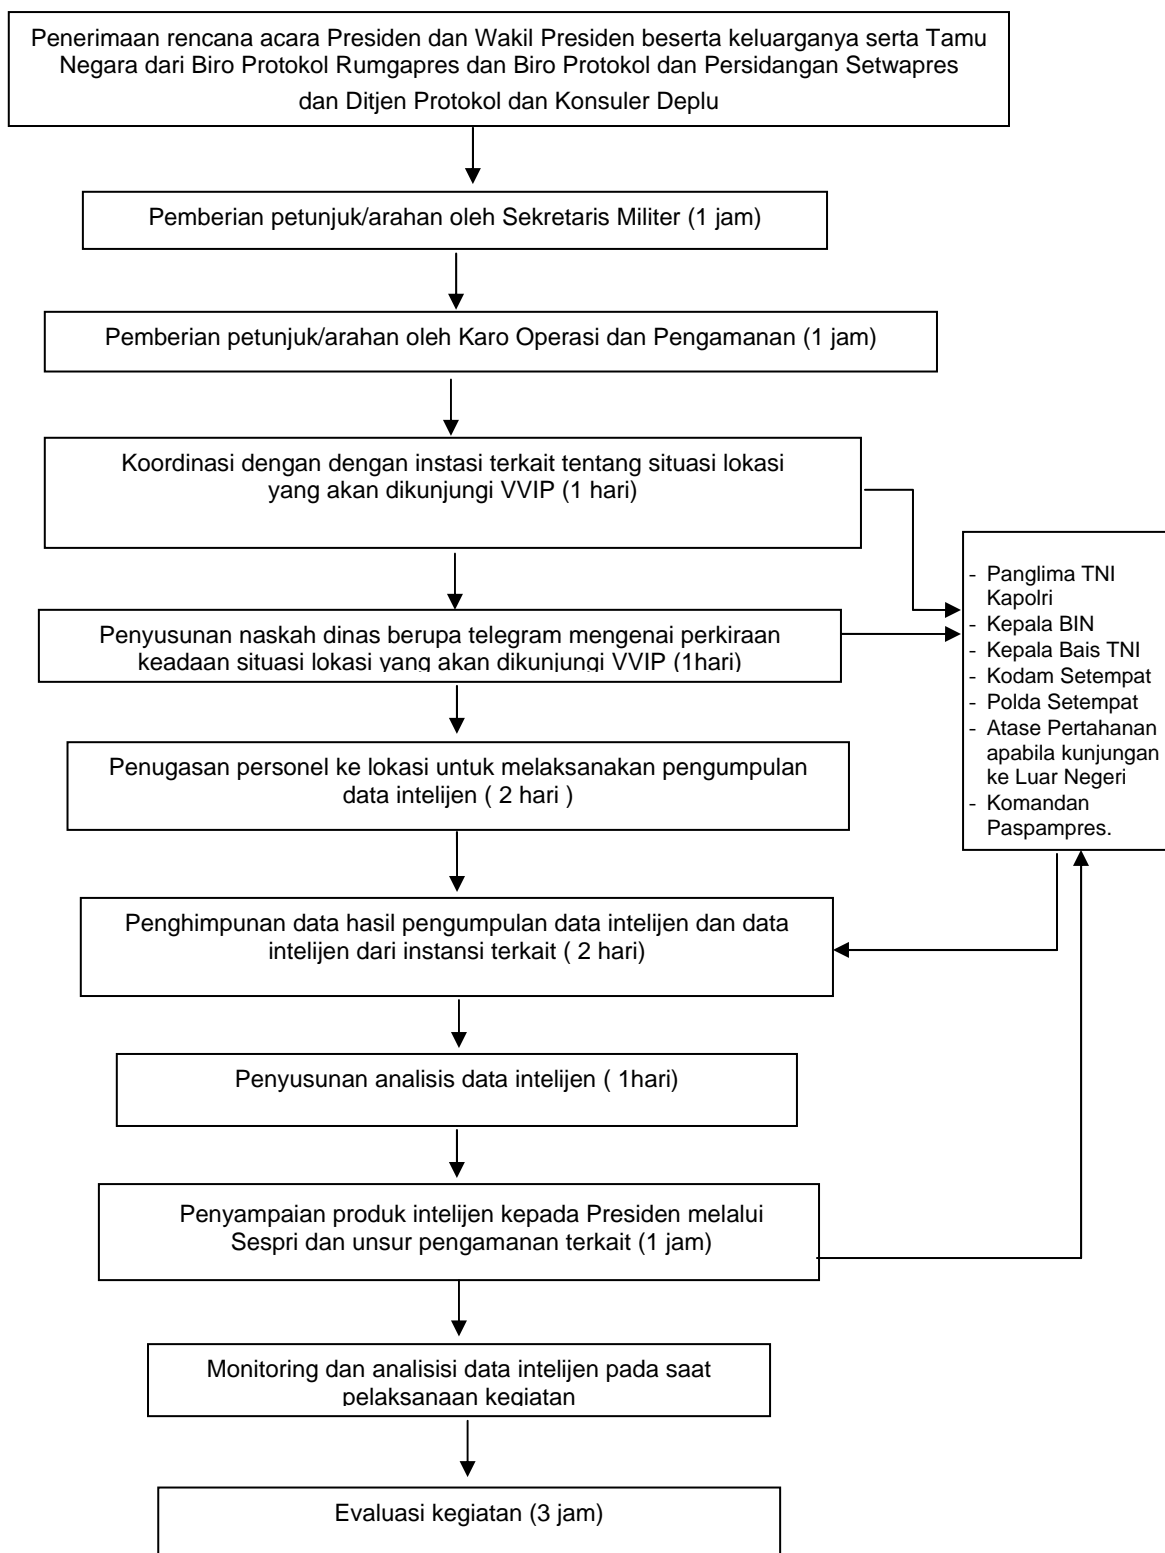 Penerimaan rencana acara Presiden dan Wakil Presiden beserta keluarganya serta Tamu
Negara dari Biro Protokol Rumgapres dan Biro Protokol dan Persidangan Setwapres
dan Ditjen Protokol dan Konsuler Deplu
Pemberian petunjuk/arahan oleh Sekretaris Militer (1 jam)
Pemberian petunjuk/arahan oleh Karo Operasi dan Pengamanan (1 jam)
Koordinasi dengan dengan instasi terkait tentang situasi lokasi
yang akan dikunjungi VVIP (1 hari)
Penyusunan naskah dinas berupa telegram mengenai perkiraan
keadaan situasi lokasi yang akan dikunjungi VVIP (1hari)
- Panglima TNI
Kapolri
- Kepala BIN
- Kepala Bais TNI
- Kodam Setempat
- Polda Setempat
- Atase Pertahanan
apabila kunjungan
ke Luar Negeri
- Komandan
Paspampres.
Penugasan personel ke lokasi untuk melaksanakan pengumpulan
data intelijen ( 2 hari )
Penghimpunan data hasil pengumpulan data intelijen dan data
intelijen dari instansi terkait ( 2 hari)
Penyusunan analisis data intelijen ( 1hari)
Penyampaian produk intelijen kepada Presiden melalui
Sespri dan unsur pengamanan terkait (1 jam)
Monitoring dan analisisi data intelijen pada saat
pelaksanaan kegiatan
Evaluasi kegiatan (3 jam)